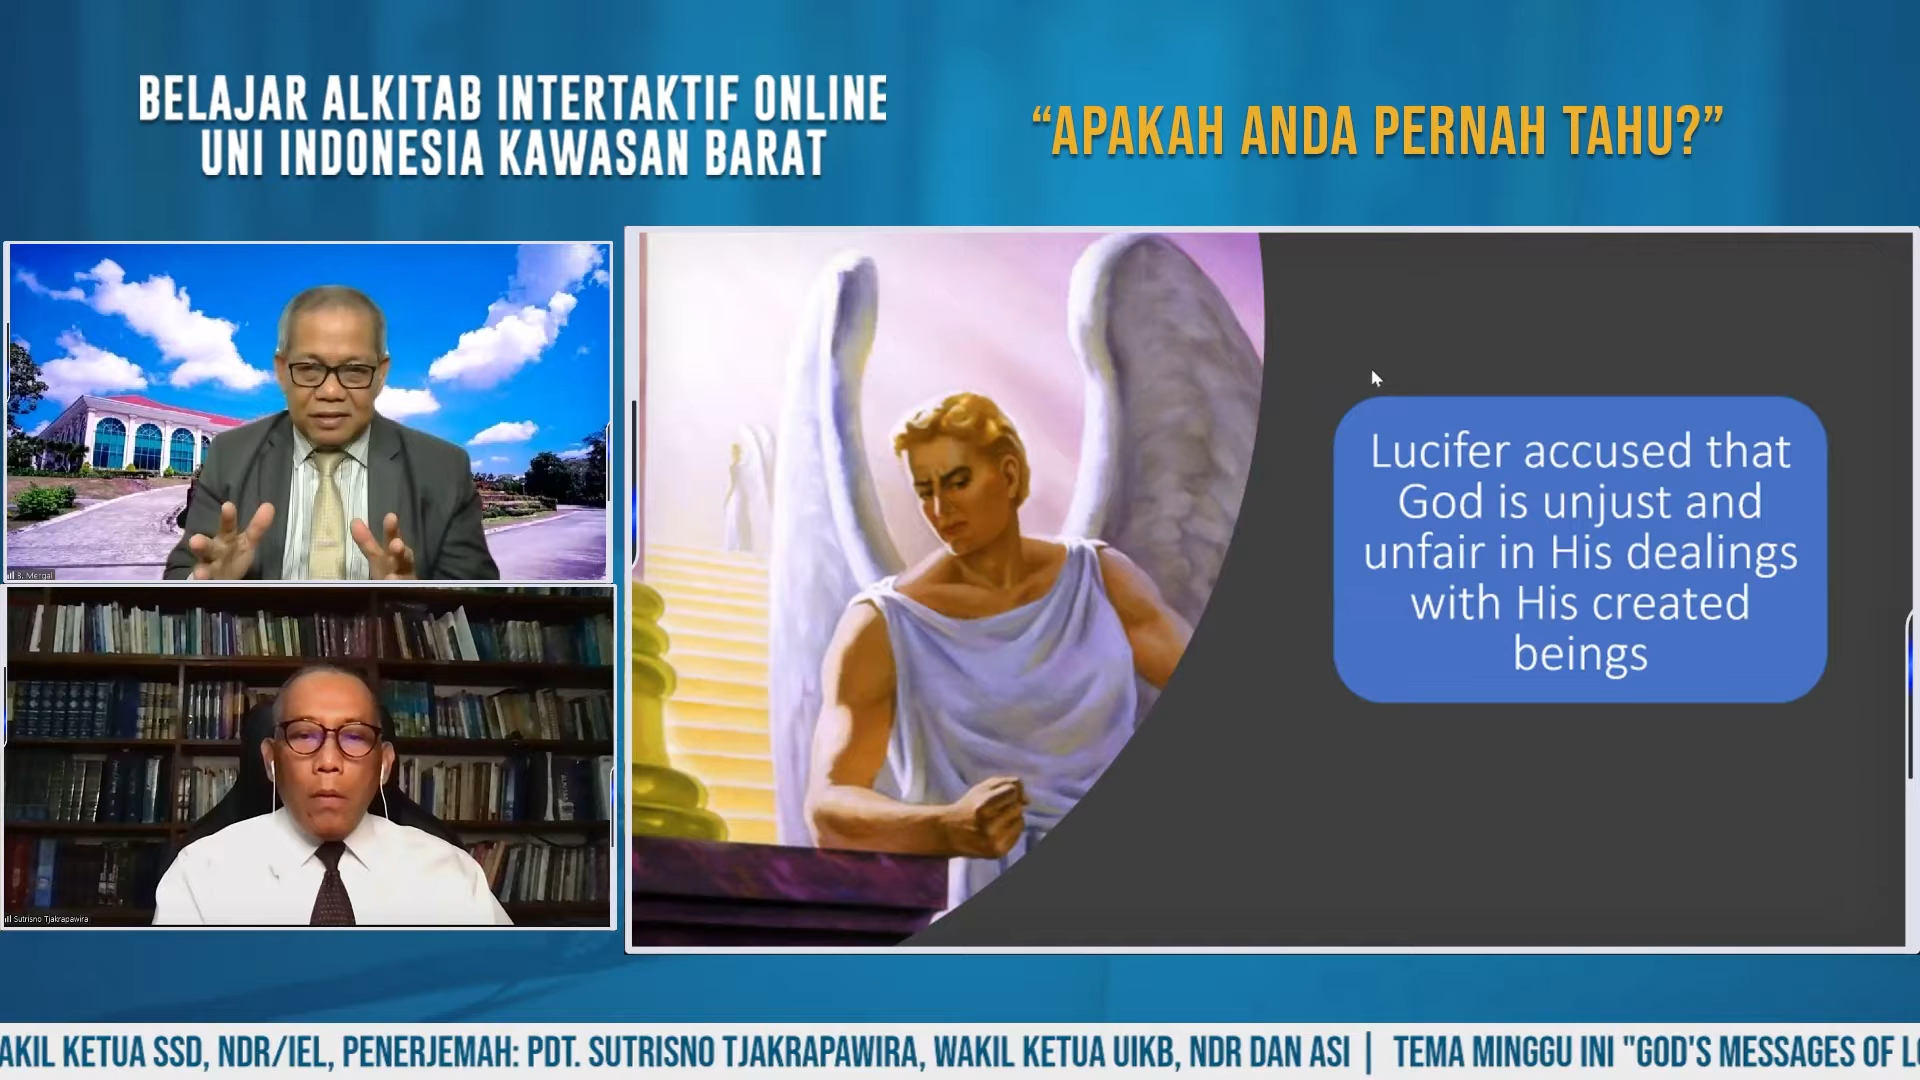 BELAJAR ALKITAB INTERTAKTIF ONLINE
UNI INDONESIA KAWASAN BARAT
“APAKAH ANDA PERNAH TAHU?”
B. Mergal
Lucifer accused that
God is unjust and
unfair in His dealings
with His created
beings
Sutrisno Tjakrapawira
AKIL KETUA SSD, NDR/IEL, PENERJEMAH: PDT. SUTRISNO TJAKRAPAWIRA, WAKIL KETUA UIKB, NDR DAN ASI | TEMA MINGGU INI "GOD'S MESSAGES OF LO